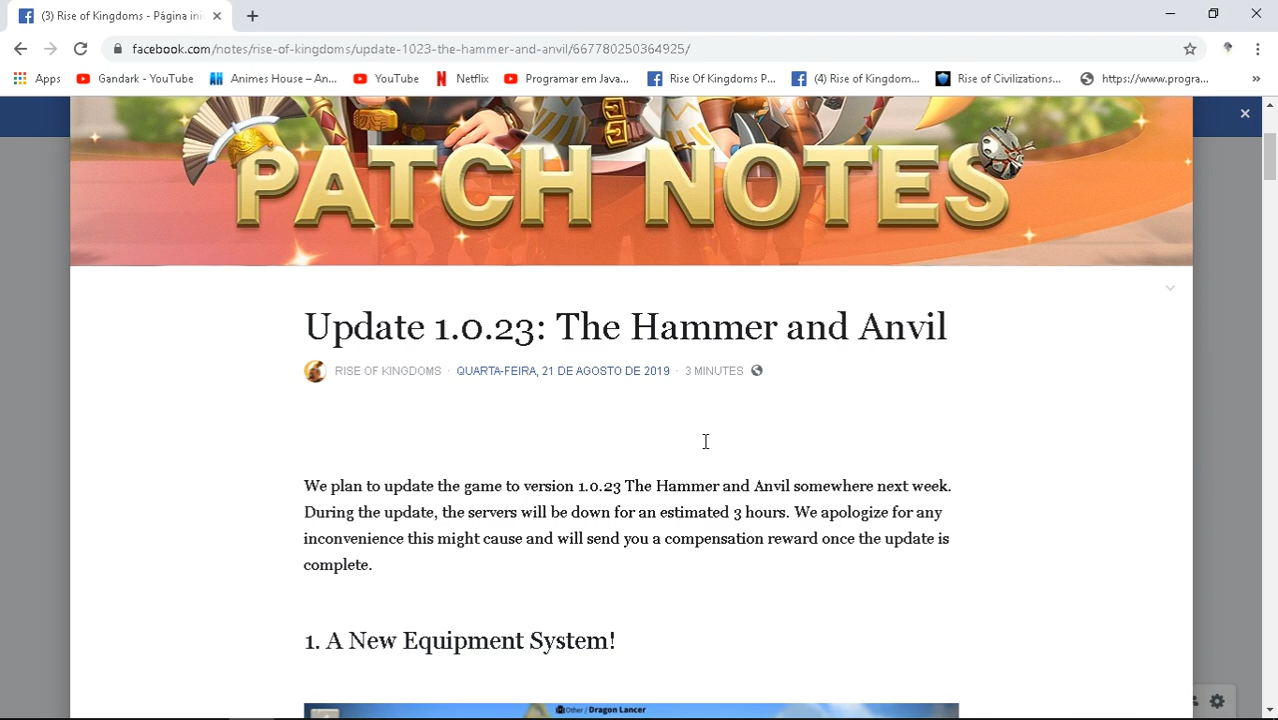 (3) Rise of Kingdoms - Página ini
facebook.com/notes/rise-of-kingdoms/update-1023-the-hammer-and-anvil/667780250364925/
Apps Gandark - YouTube Animes House – An... YouTube Netflix Programar em Java... Rise Of Kingdoms P... (4) Rise of Kingdom... Rise of Civilizations... https://www.progra... »
PATCH NOTES
Update 1.0.23: The Hammer and Anvil
RISE OF KINGDOMS · QUARTA-FEIRA, 21 DE AGOSTO DE 2019 · 3 MINUTES
We plan to update the game to version 1.0.23 The Hammer and Anvil somewhere next week.
During the update, the servers will be down for an estimated 3 hours. We apologize for any
inconvenience this might cause and will send you a compensation reward once the update is
complete.
1. A New Equipment System!
Other / Dragon Lancer